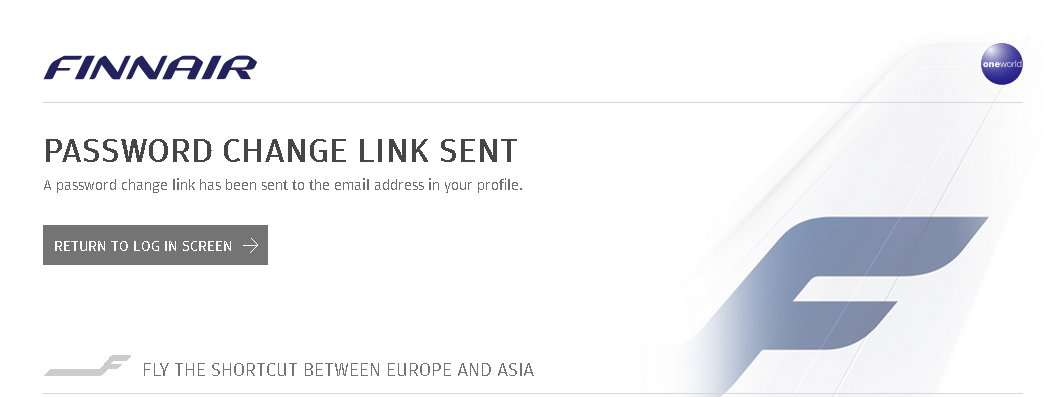 FINNAIR
oneworld
PASSWORD CHANGE LINK SENT
A password change link has been sent to the email address in your profile.
RETURN TO LOG IN SCREEN
FLY THE SHORTCUT BETWEEN EUROPE AND ASIA